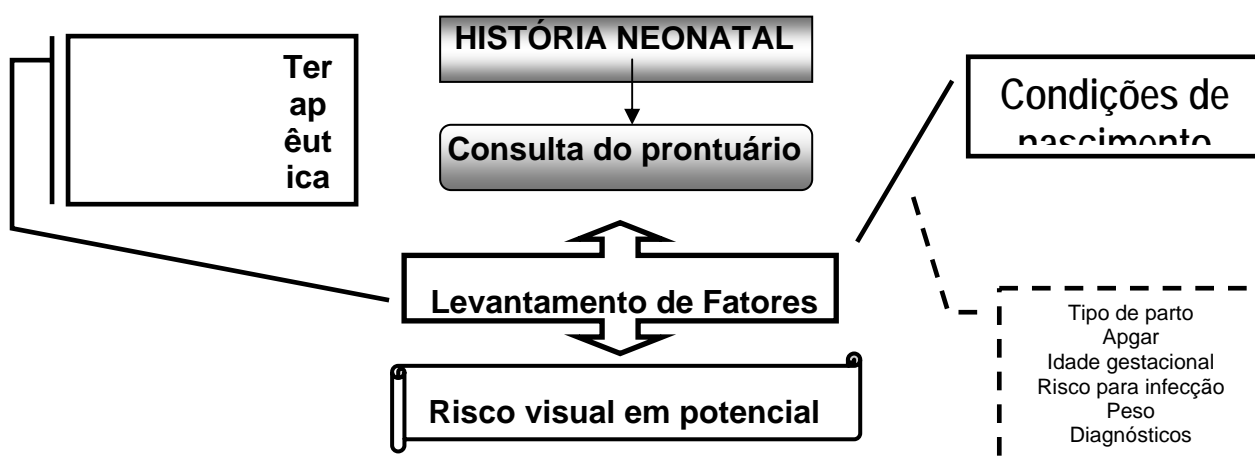 HISTÓRIA NEONATAL
Ter
ap
êut
ica
Condições de
nascimento
Consulta do prontuário
Levantamento de Fatores
Risco visual em potencial
Tipo de parto
Apgar
Idade gestacional
Risco para infecção
Peso
Diagnósticos